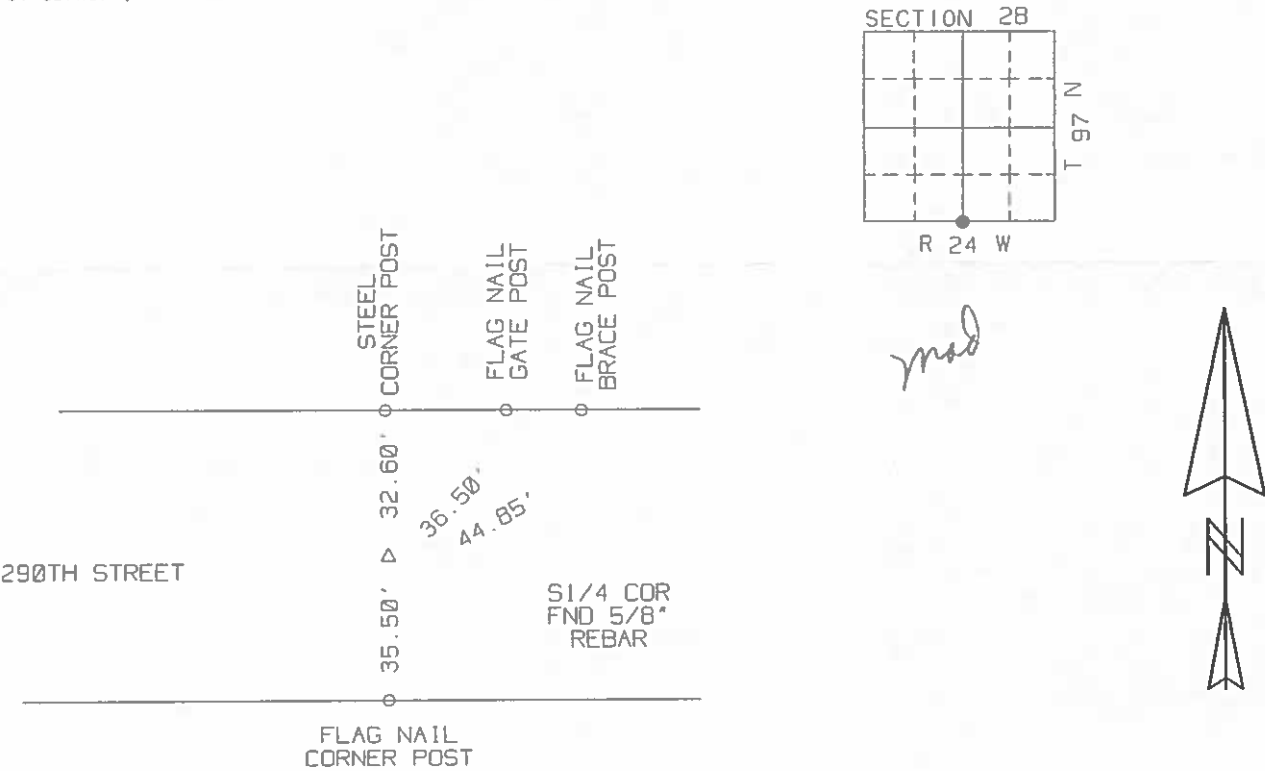 SECTION 28
T 97 N
R 24 W
mod
STEEL
CORNER POST
FLAG NAIL
GATE POST
FLAG NAIL
BRACE POST
32.60'
36.50'
44.85'
290TH STREET
35.50'
S1/4 COR
FND 5/8"
REBAR
FLAG NAIL
CORNER POST
N